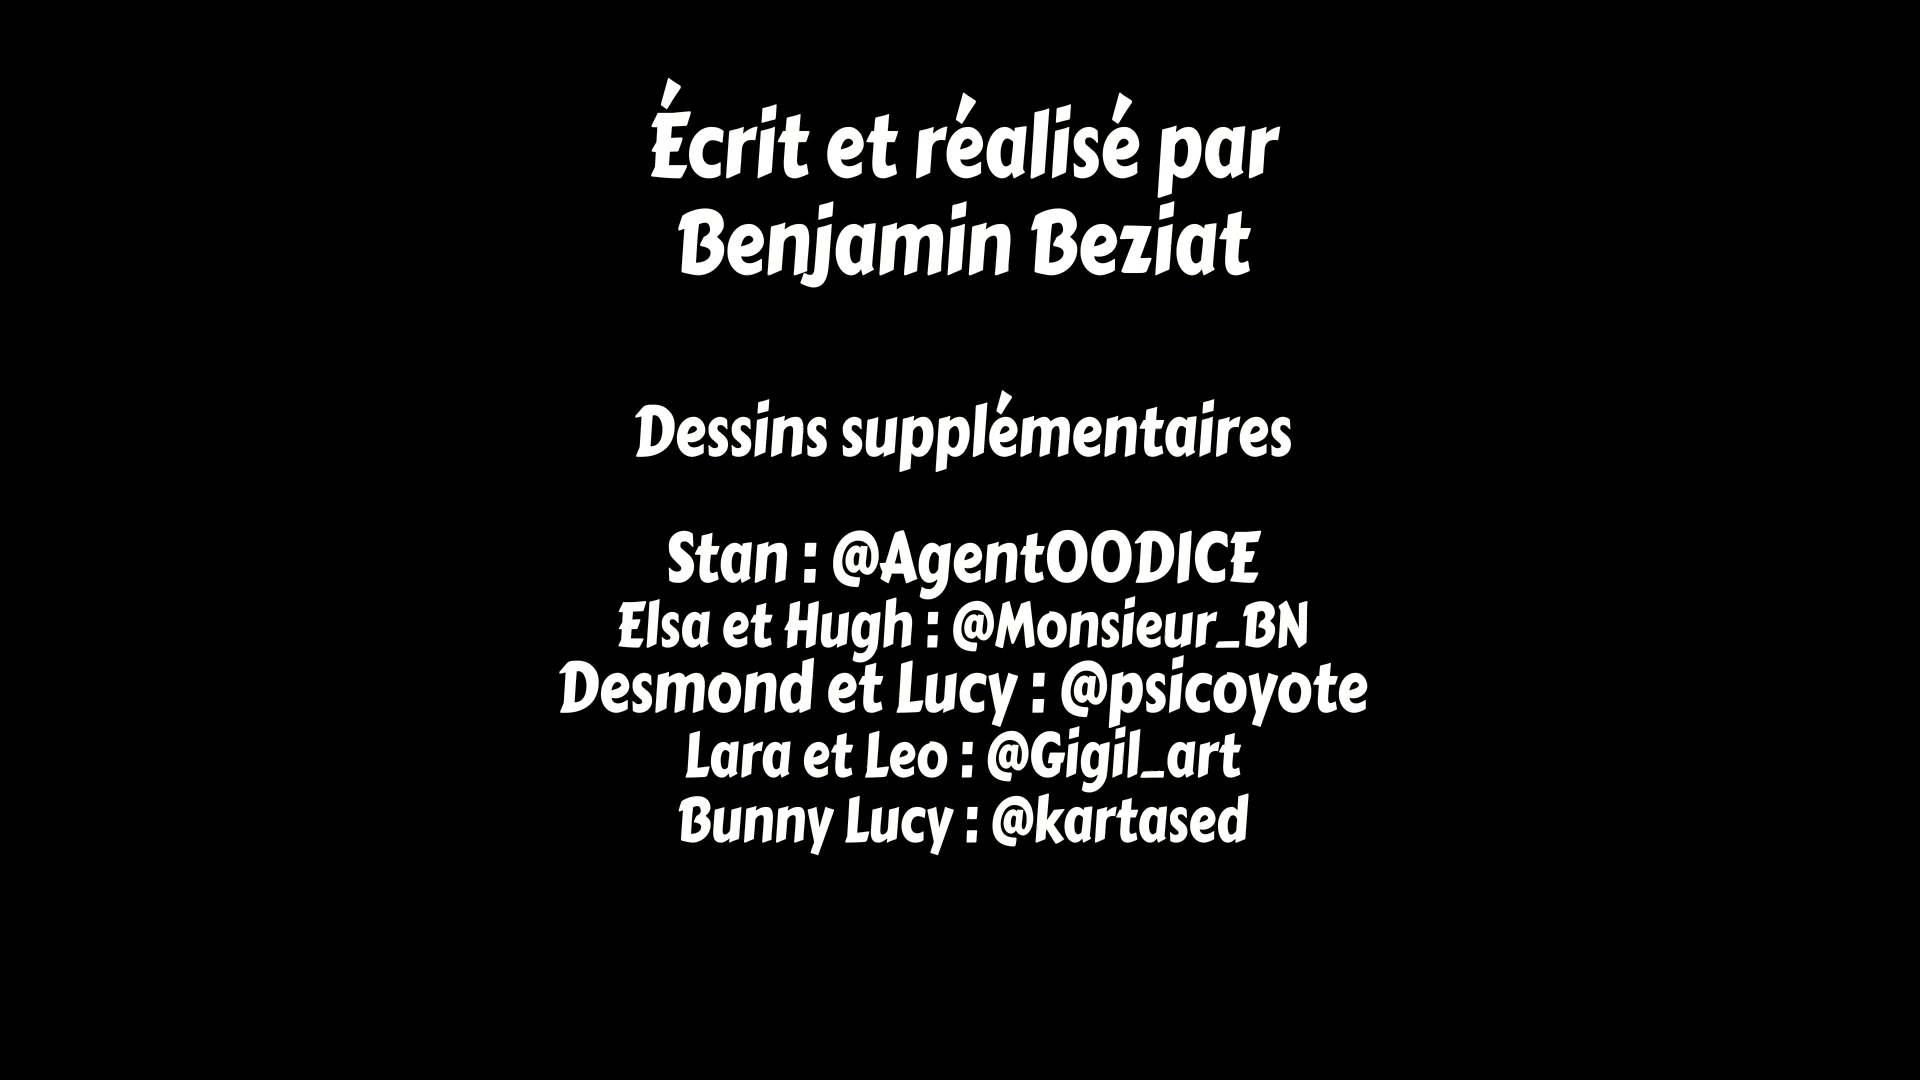 Écrit et réalisé par
Benjamin Beziat
Dessins supplémentaires
Stan : @Agent00DICE
Elsa et Hugh : @Monsieur_BN
Desmond et Lucy : @psicoyote
Lara et Leo : @Gigil_art
Bunny Lucy : @kartased